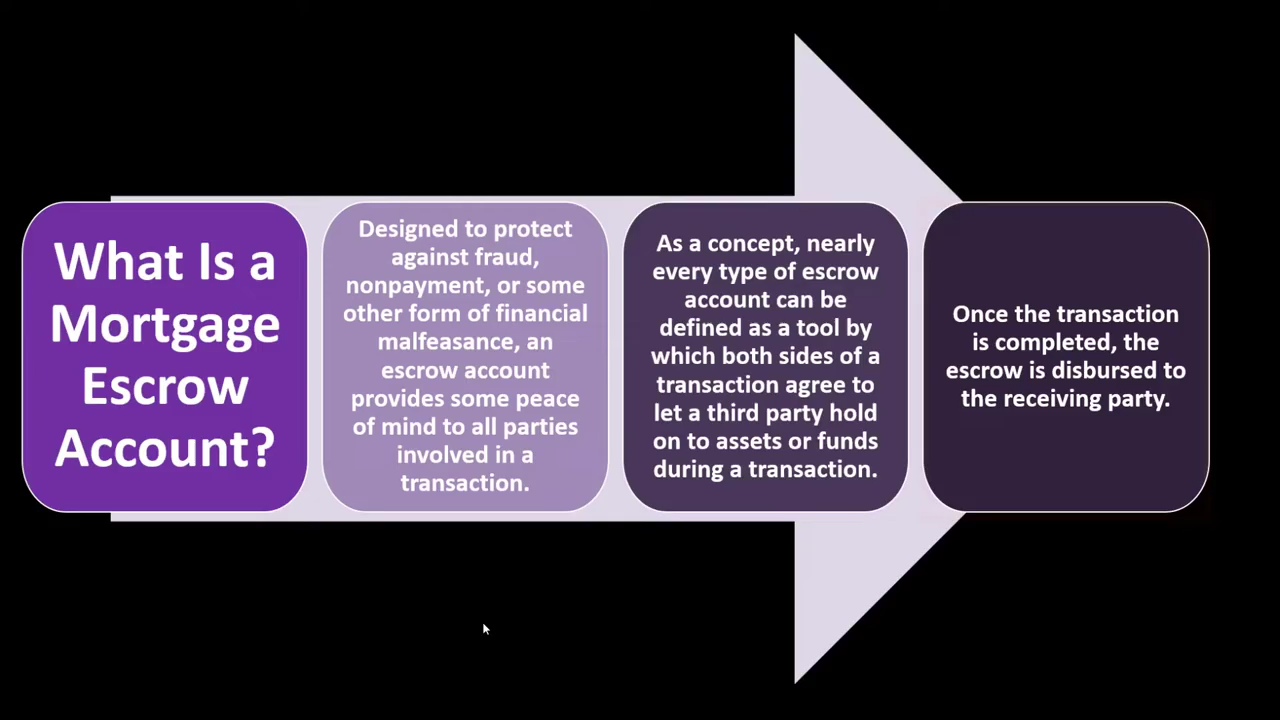 What Is a
Mortgage
Escrow
Account?
Designed to protect
against fraud,
nonpayment, or some
other form of financial
malfeasance, an
escrow account
provides some peace
of mind to all parties
involved in a
transaction.
As a concept, nearly
every type of escrow
account can be
defined as a tool by
which both sides of a
transaction agree to
let a third party hold
on to assets or funds
during a transaction.
Once the transaction
is completed, the
escrow is disbursed to
the receiving party.